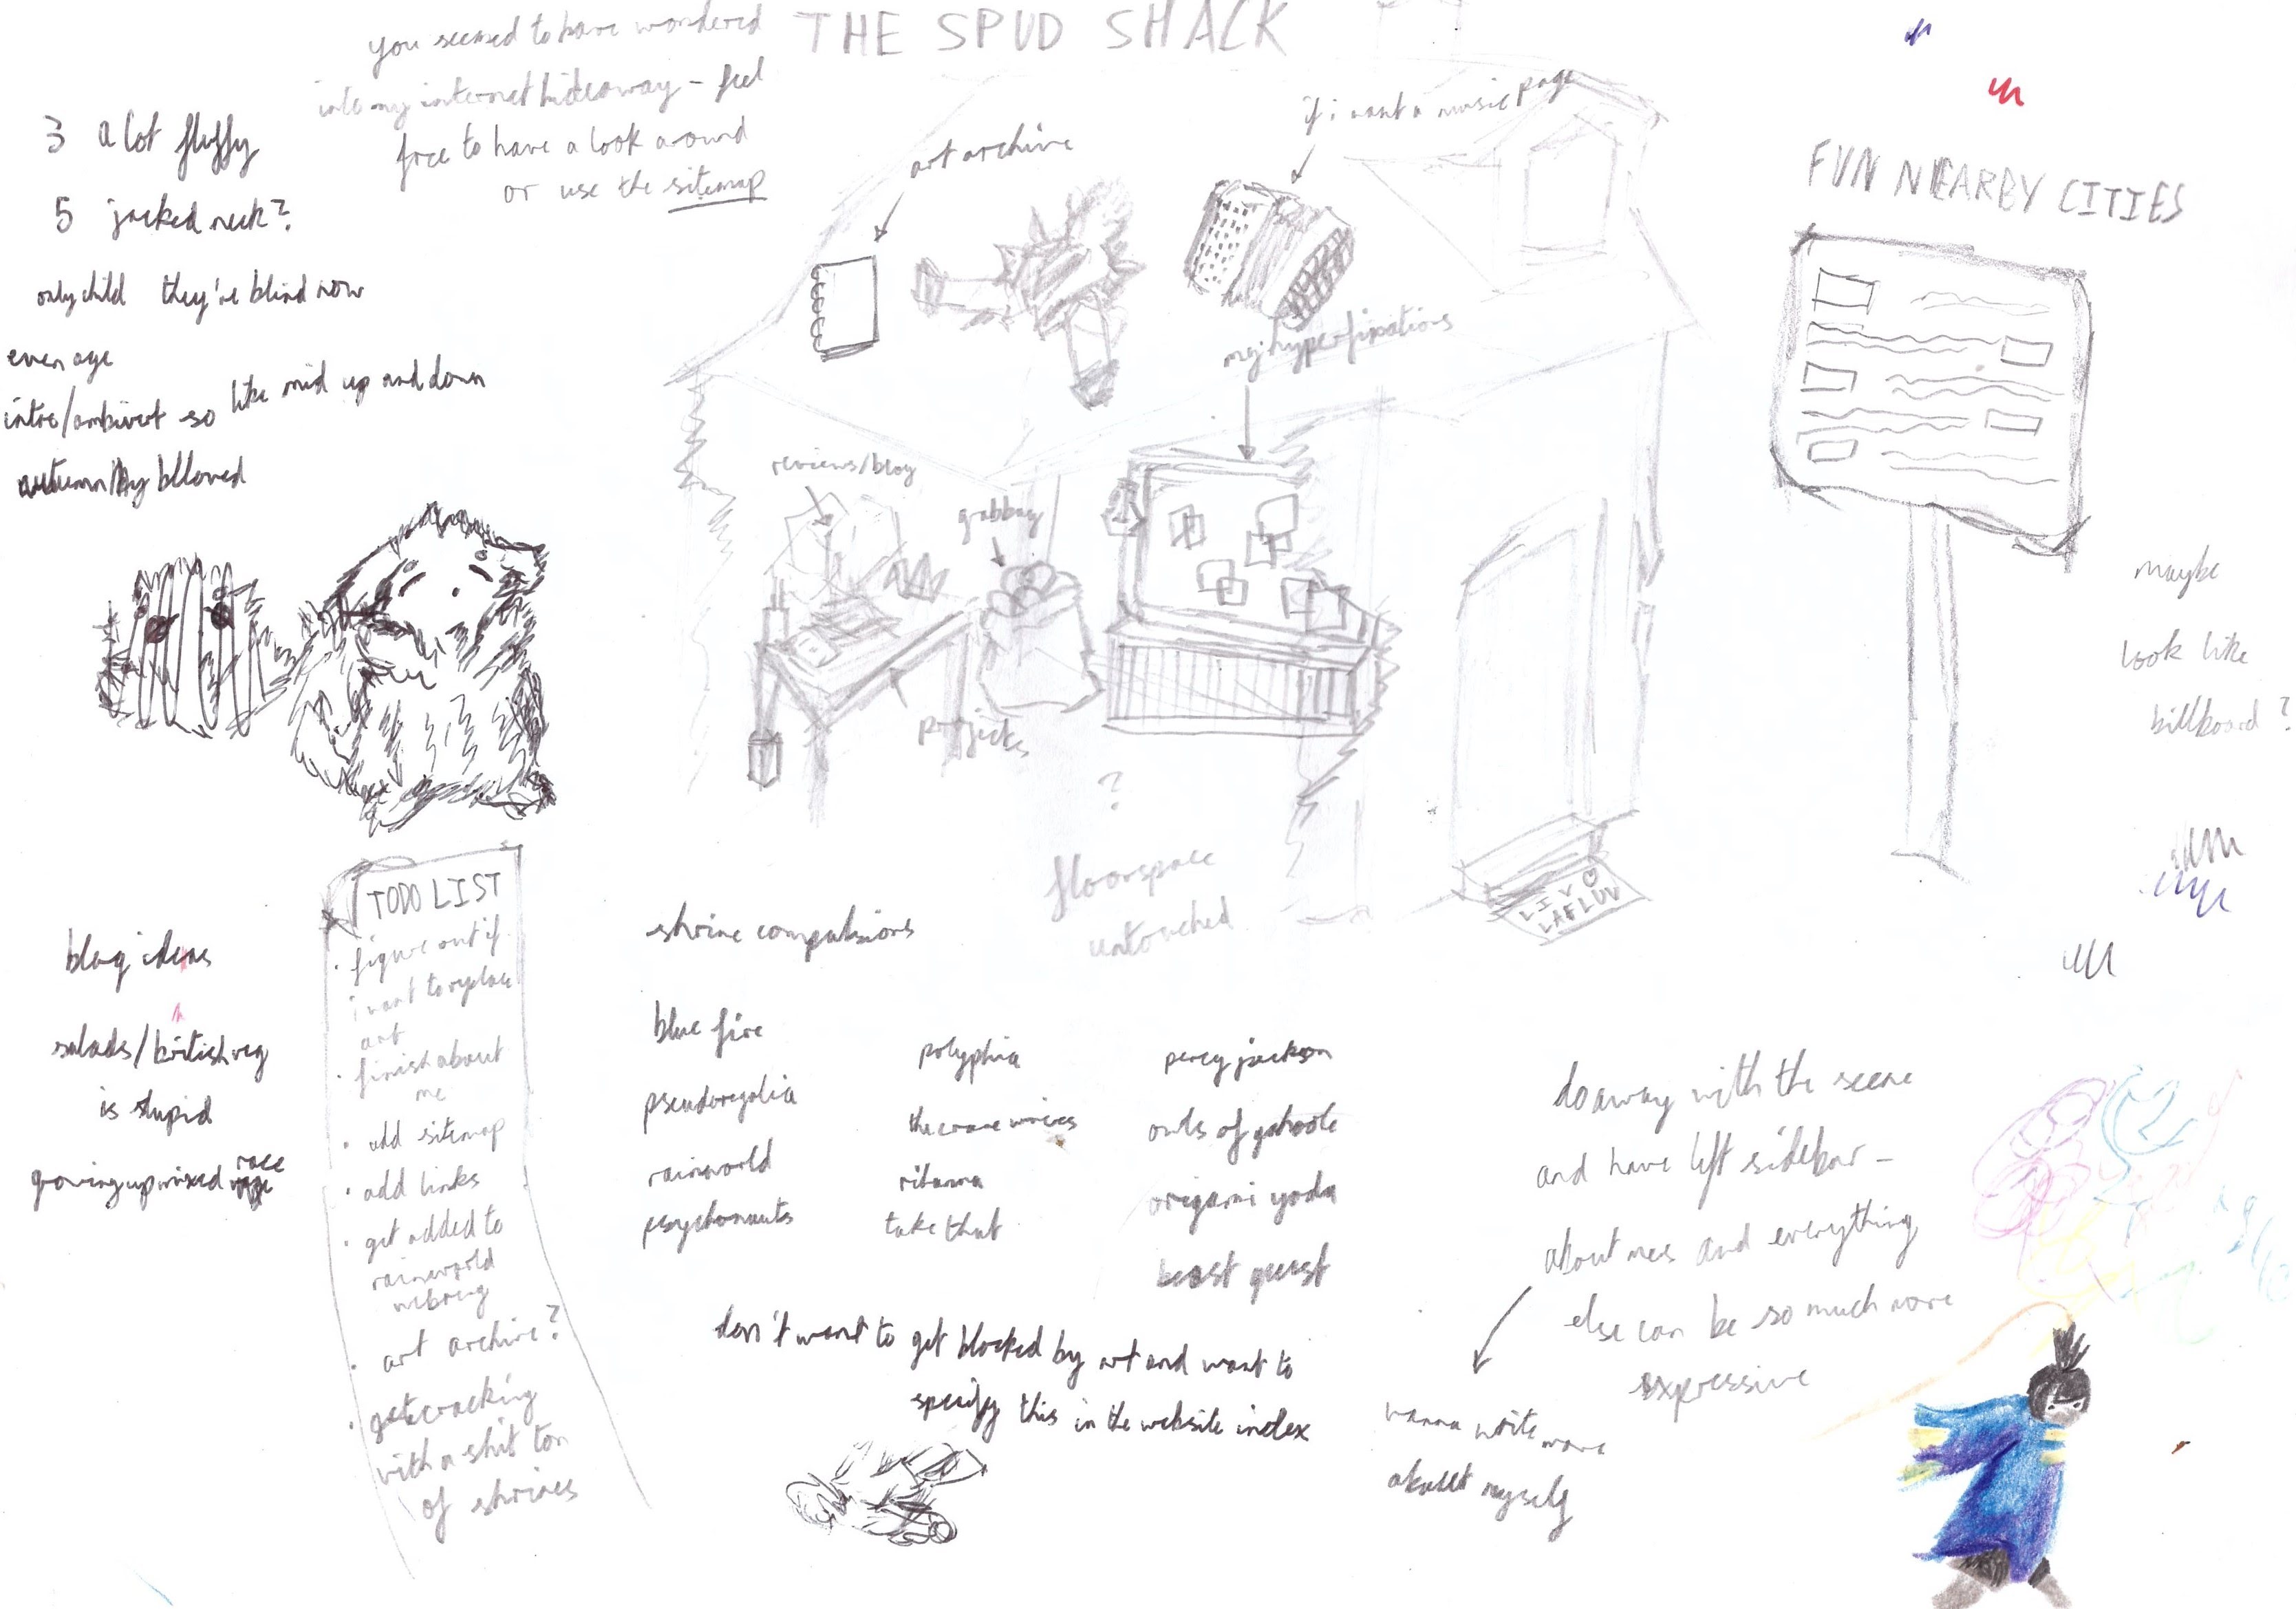 THE SPUD SHACK
you seemed to have wondered
into my internet hideaway - feel
free to have a look around
or use the sitemap
3 a lot fluffy
5 jacked neck?
only child they're blind now
even age
intro/ambivert so like mid up and down
autumn my bbloved
art archive
if i want a music page
my hyperfixations
reviews/blog
grabbag
projects
?
floorspace
untouched
LIV
LAF LUV
FUN NEARBY CITIES
maybe
look like
billboard?
TODO LIST
· figure out if
i want to replace
art
· finish about
me
· add sitemap
· add links
· get added to
rainworld
webring
· art archive?
· get cracking
with a shit ton
of shrines
blog ideas
salads/british veg
is stupid
growing up mixed race
shrine compulsions
blue fire
pseudoregalia
rainworld
psychonauts
polyphia
the crane wives
rihanna
take that
percy jackson
owls of gahoole
origami yoda
beast quest
don't want to get blocked by art and want to
specify this in the website index
do away with the scene
and have left sidebar -
about mes and everything
else can be so much more
expressive
wanna write more
about myself